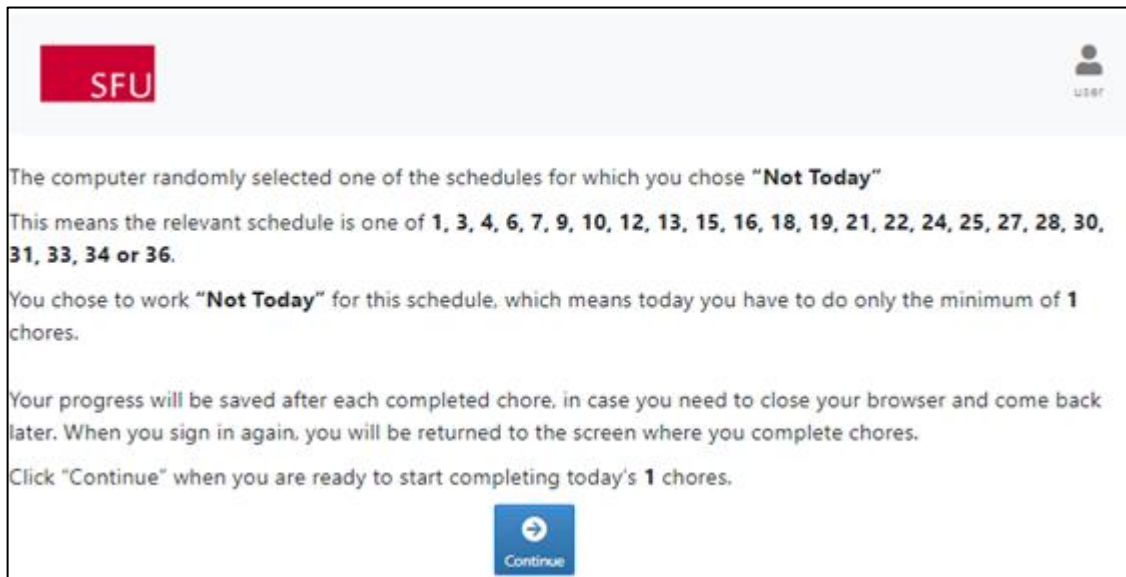 SFU
user
The computer randomly selected one of the schedules for which you chose "Not Today"
This means the relevant schedule is one of 1, 3, 4, 6, 7, 9, 10, 12, 13, 15, 16, 18, 19, 21, 22, 24, 25, 27, 28, 30,
31, 33, 34 or 36.
You chose to work "Not Today" for this schedule, which means today you have to do only the minimum of 1
chores.
Your progress will be saved after each completed chore, in case you need to close your browser and come back
later. When you sign in again, you will be returned to the screen where you complete chores.
Click "Continue" when you are ready to start completing today's 1 chores.
Continue